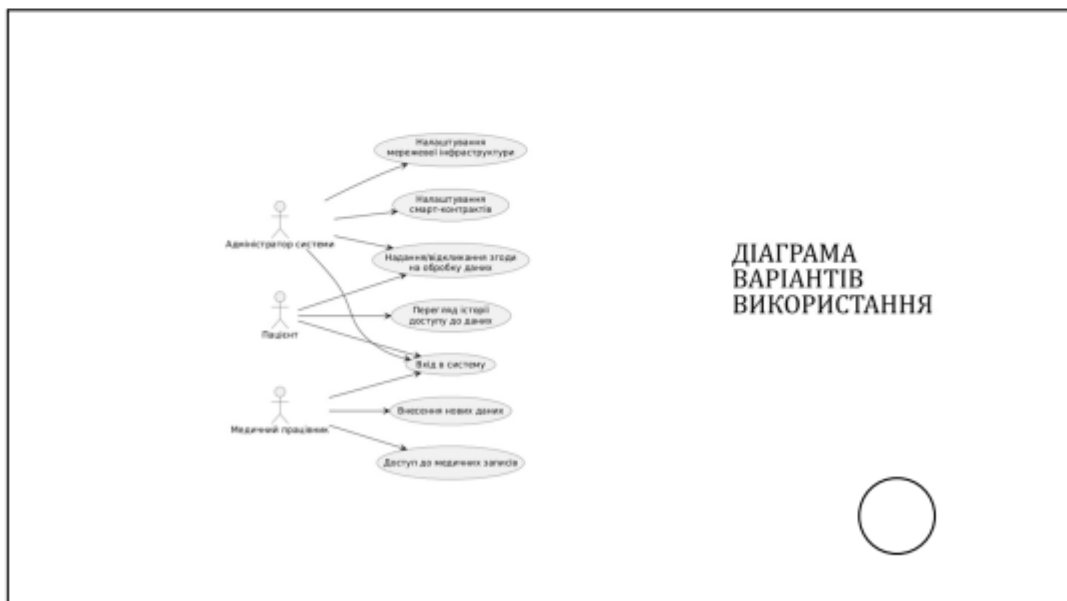 Налаштування
мережевої інфраструктури
Налаштування
смарт-контрактів
Адміністратор системи
Надання/відкликання згоди
на обробку даних
Перегляд історії
доступу до даних
Пацієнт
Вхід в систему
Внесення нових даних
Медичний працівник
Доступ до медичних записів
ДІАГРАМА
ВАРІАНТІВ
ВИКОРИСТАННЯ